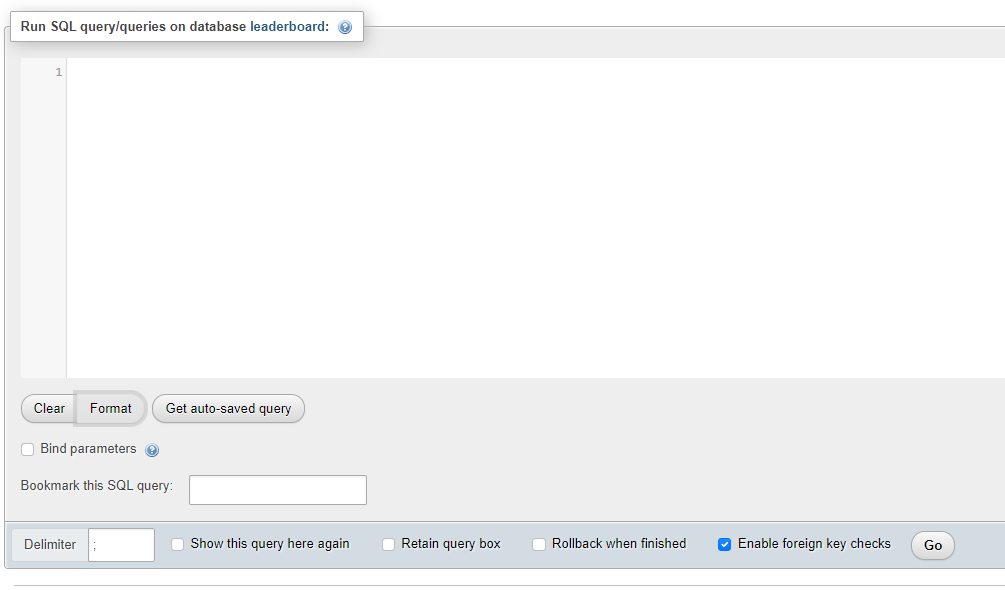 Run SQL query/queries on database leaderboard:
1
Clear Format Get auto-saved query
Bind parameters
Bookmark this SQL query:
Delimiter ; Show this query here again Retain query box Rollback when finished Enable foreign key checks Go